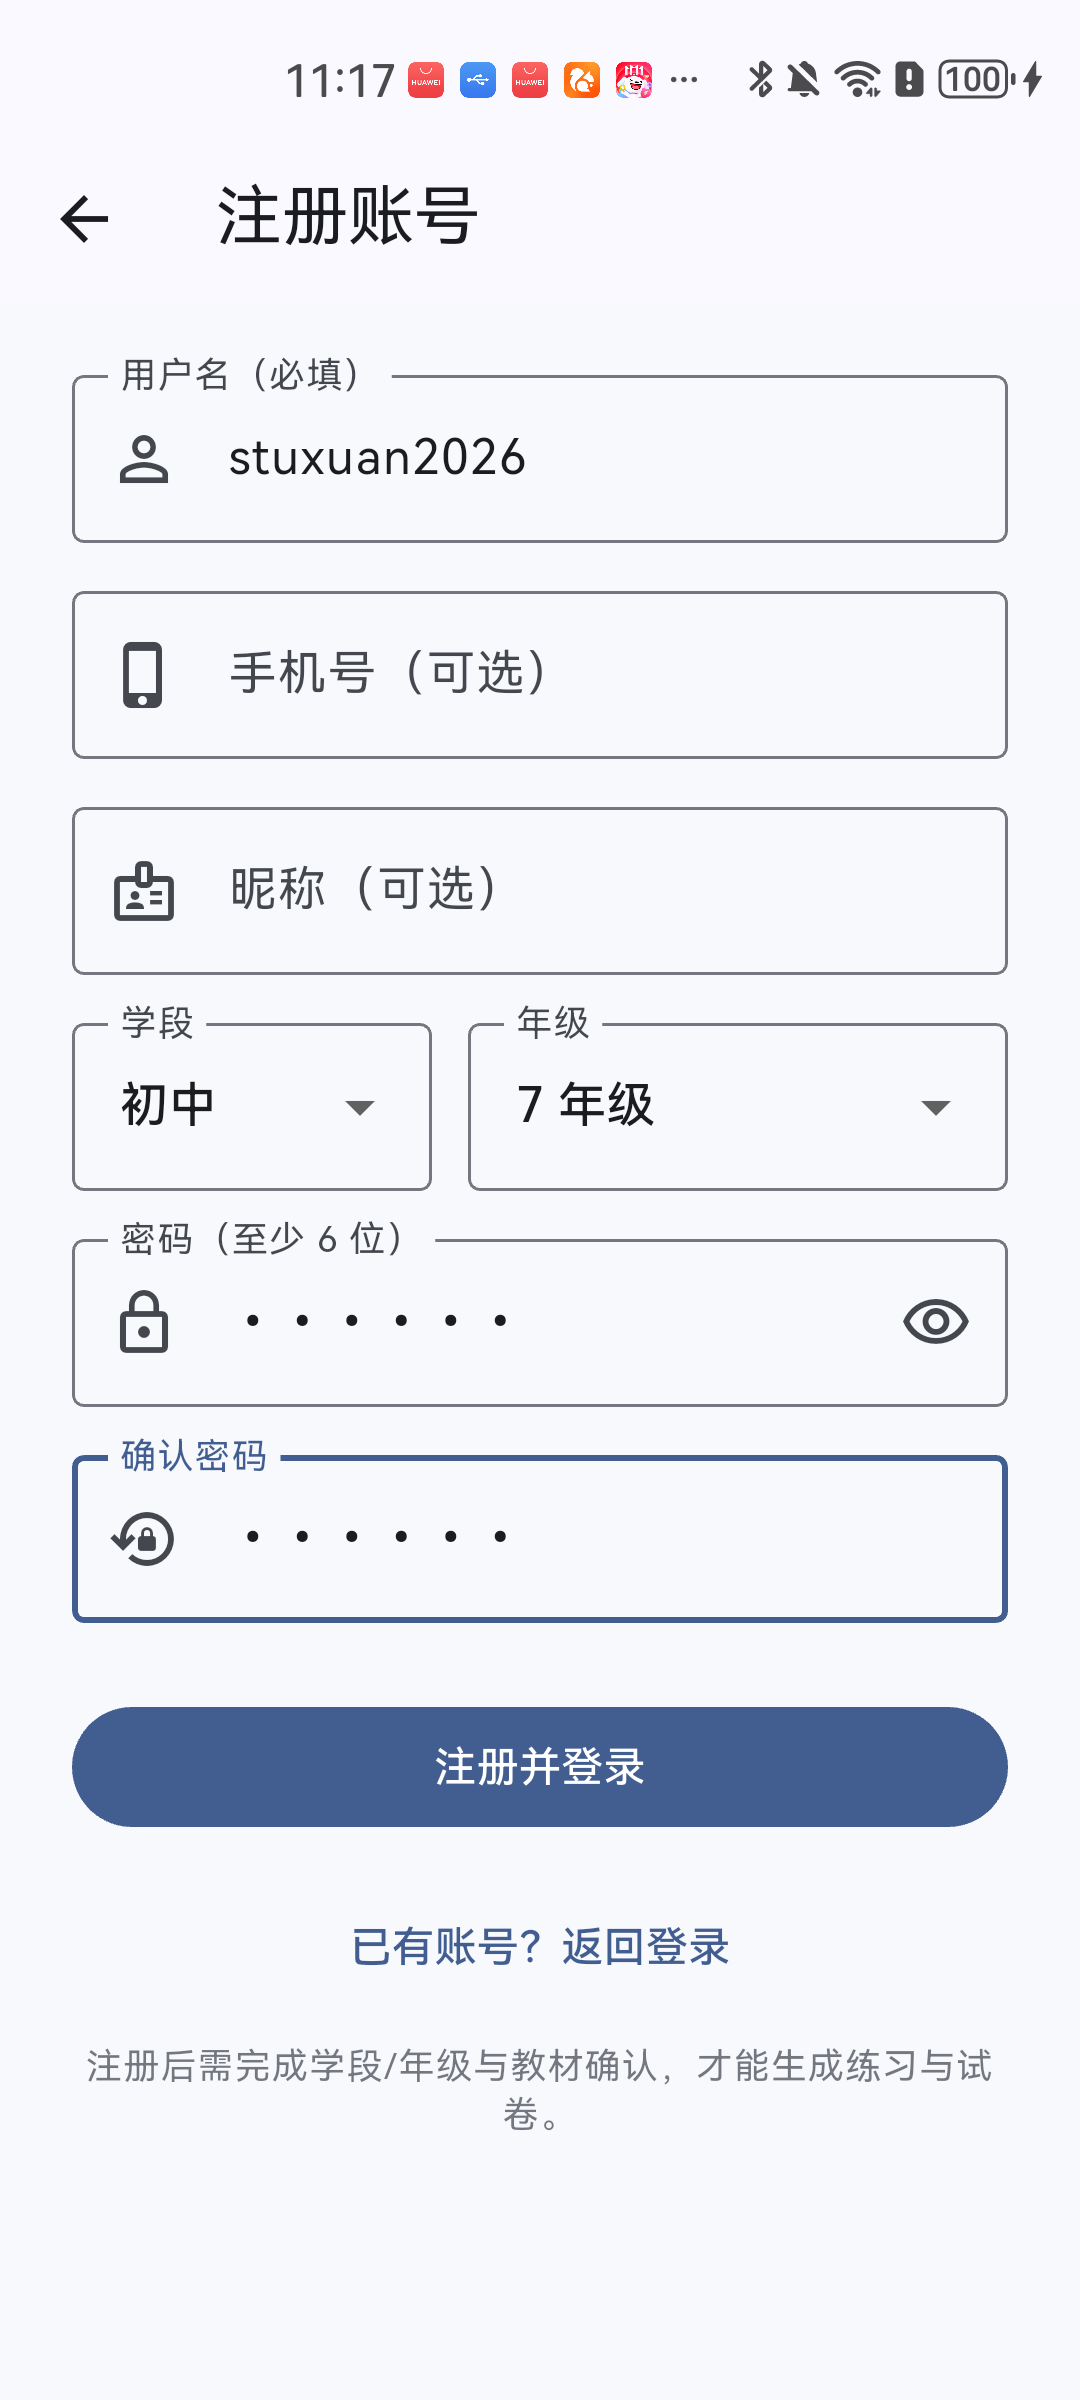 11:17
HUAWEI
HUAWEI
100
注册账号
用户名（必填）
stuxuan2026
手机号（可选）
昵称（可选）
学段
年级
初中
7 年级
密码（至少 6 位）
••••••
确认密码
••••••
注册并登录
已有账号？返回登录
注册后需完成学段/年级与教材确认，才能生成练习与试
卷。